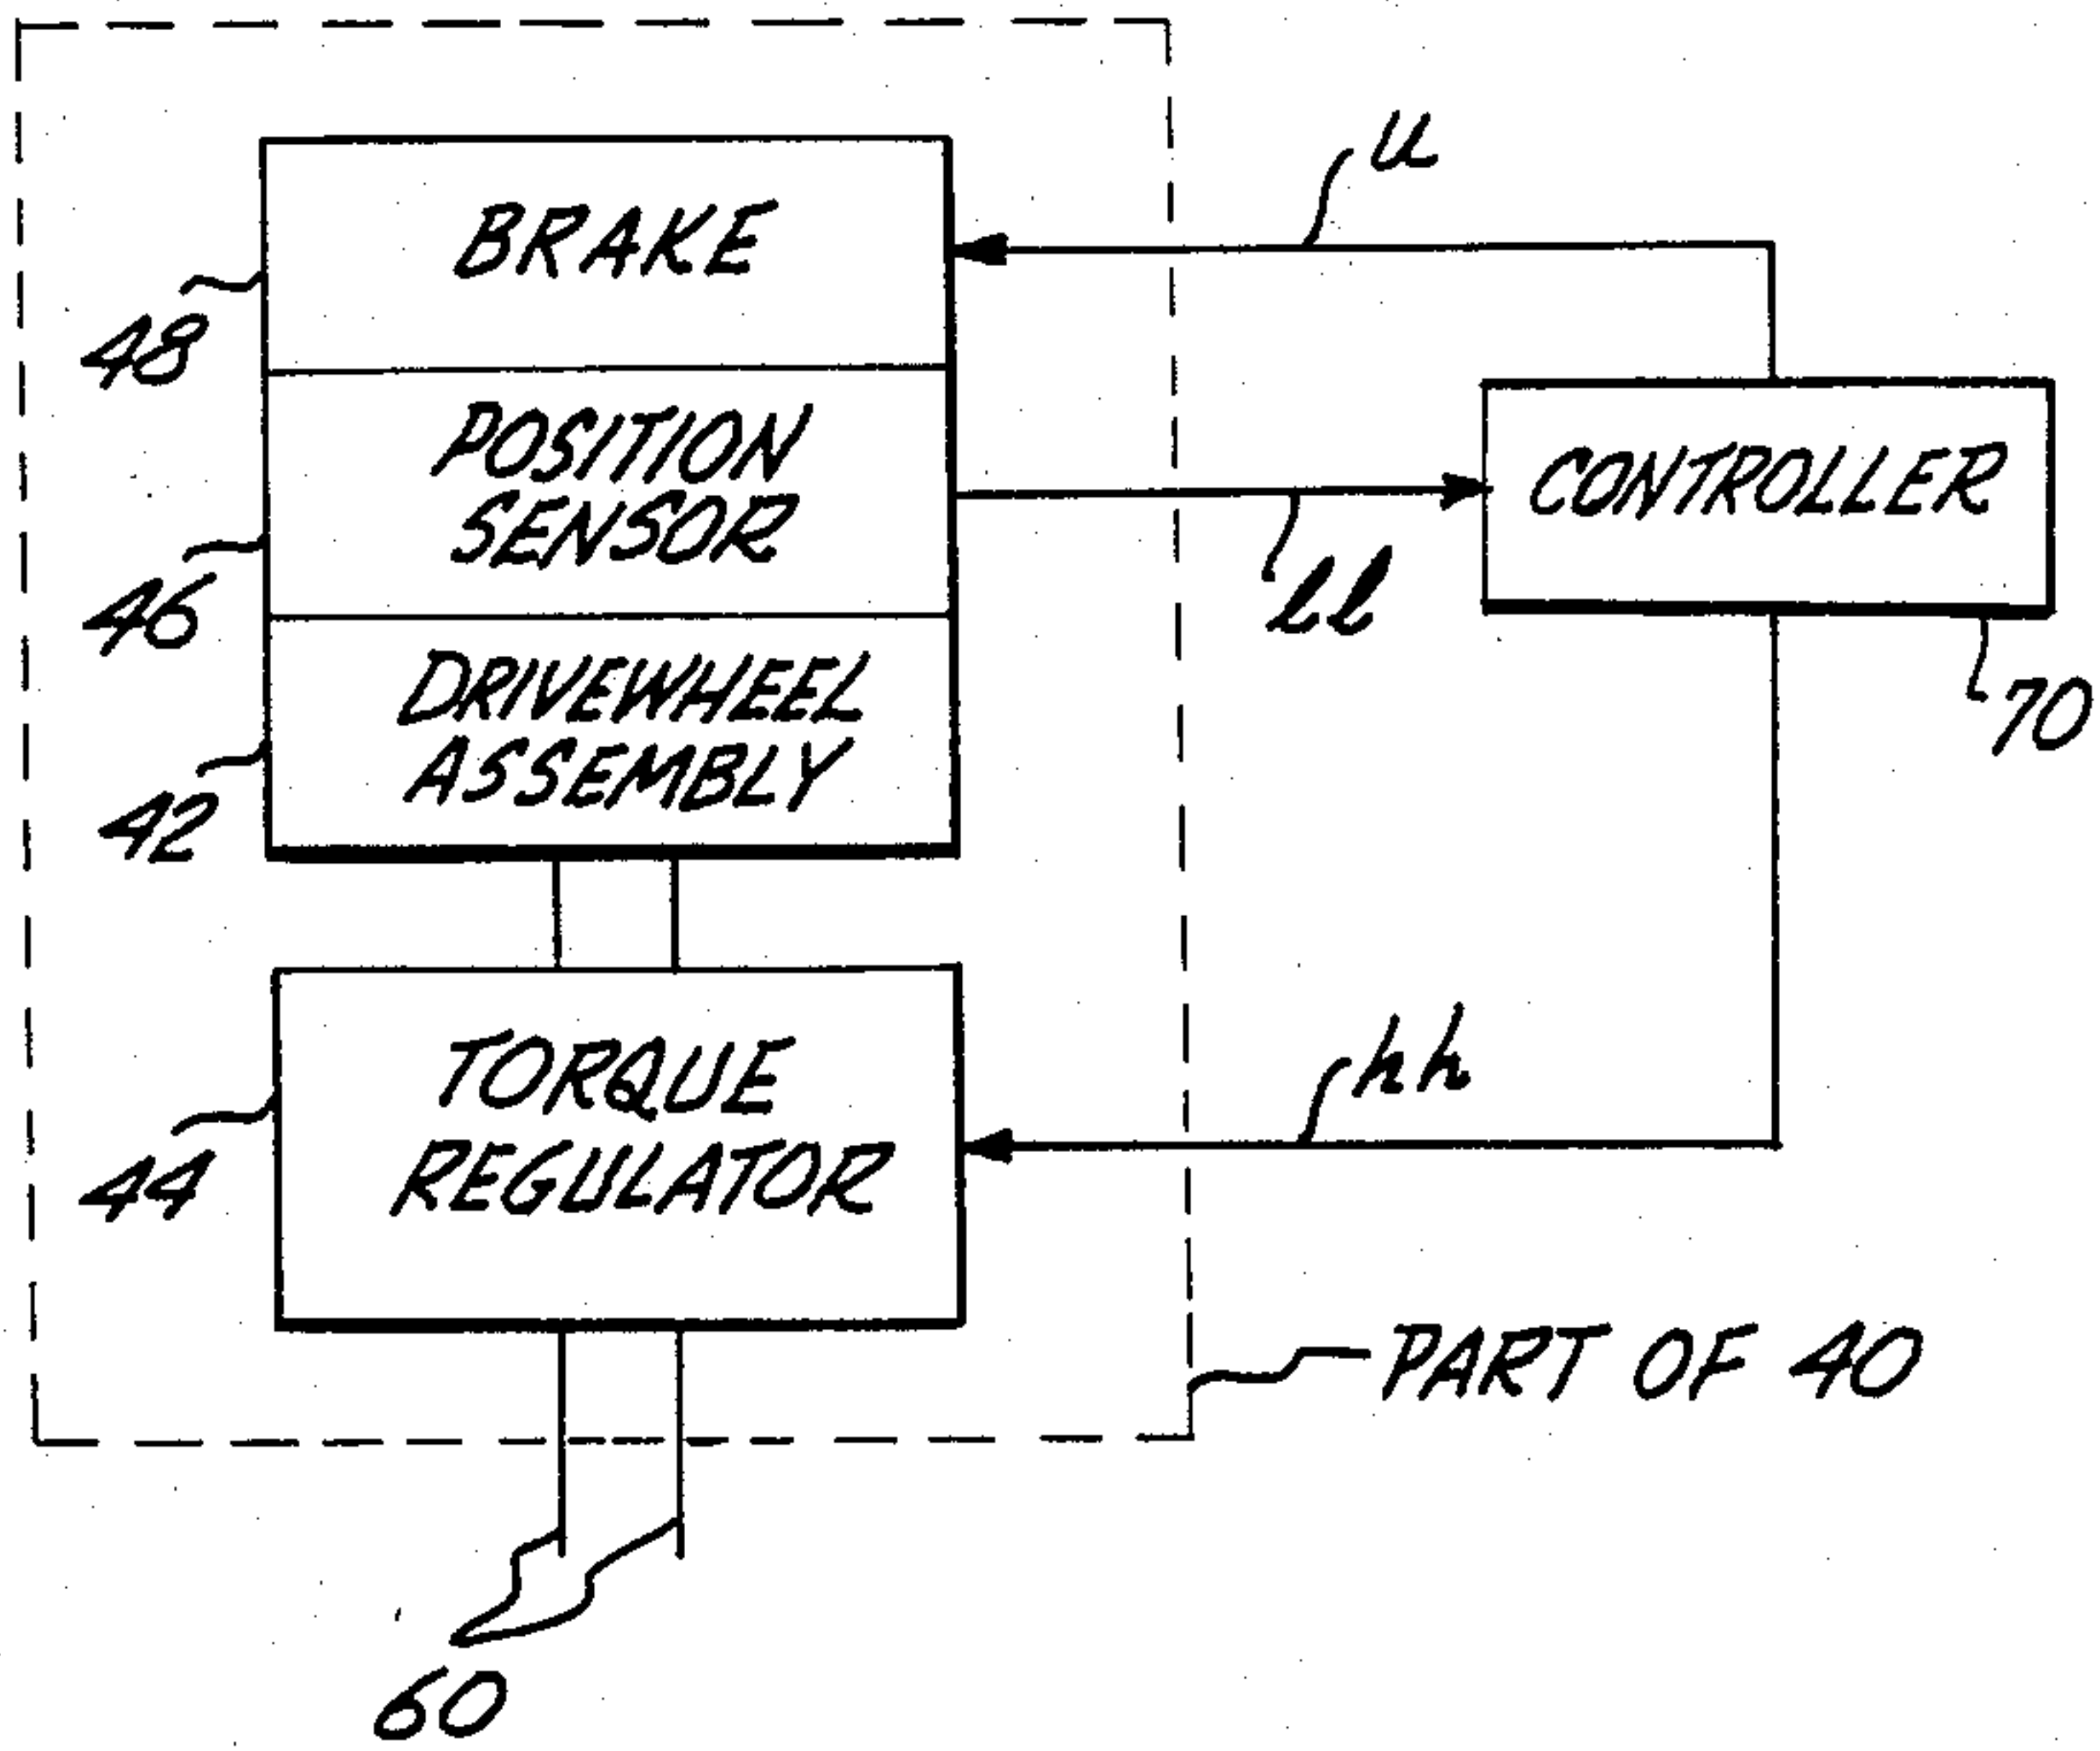 u
BRAKE
48
POSITION
SENSOR
CONTROLLER
46
ll
DRIVEWHEEL
ASSEMBLY
70
42
TORQUE
REGULATOR
hh
44
PART OF 40
60